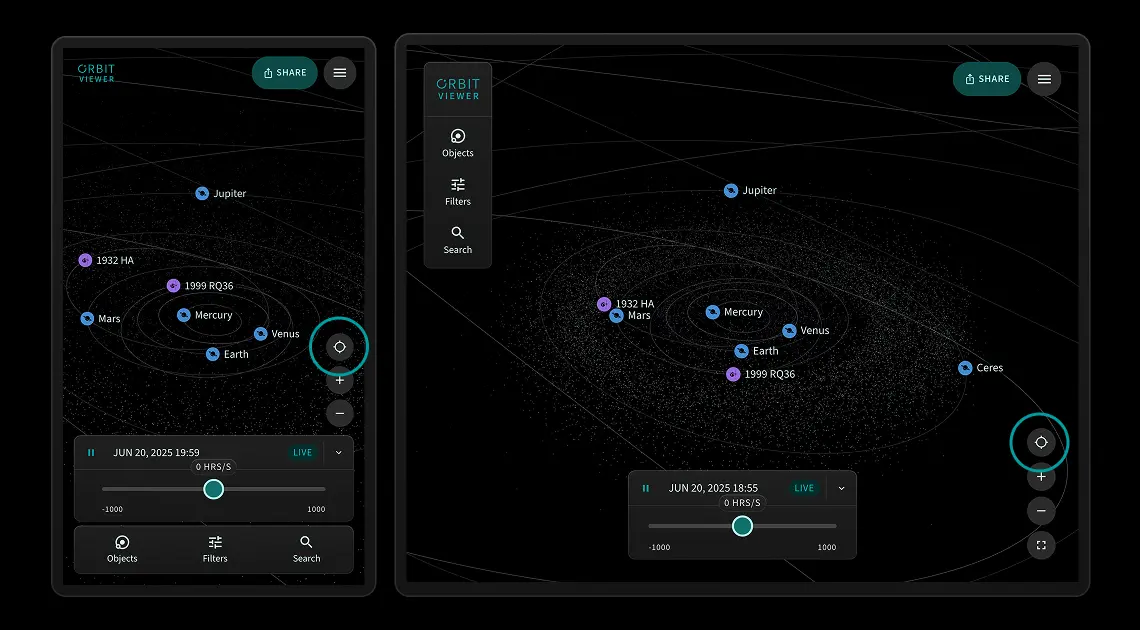 ORBIT
VIEWER
SHARE
Jupiter
1932 HA
1999 RQ36
Mercury
Mars
Venus
Earth
+
−
JUN 20, 2025 19:59
LIVE
0 HRS/S
-1000
1000
Objects
Filters
Search
ORBIT
VIEWER
Objects
Filters
Search
SHARE
Jupiter
1932 HA
Mars
Mercury
Venus
Earth
1999 RQ36
Ceres
+
−
JUN 20, 2025 18:55
LIVE
0 HRS/S
-1000
1000